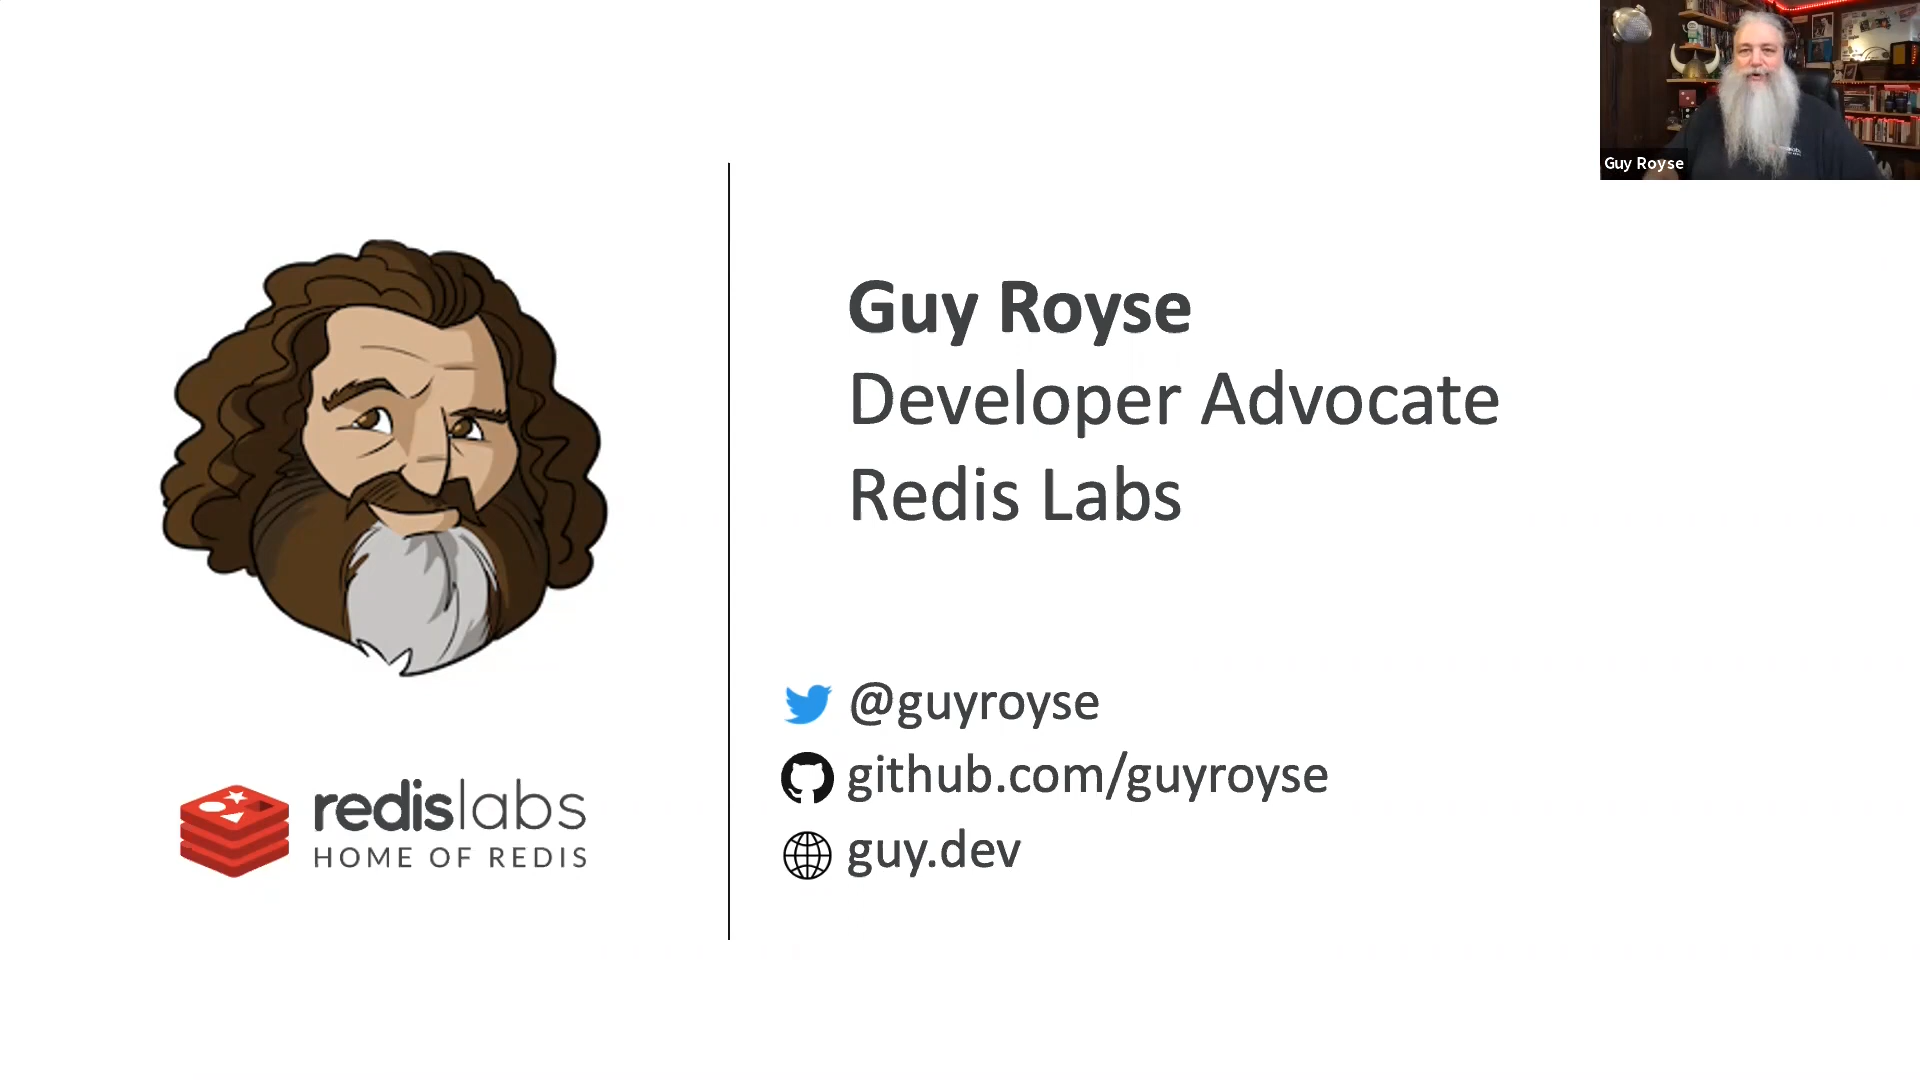 Guy Royse
Guy Royse
Developer Advocate
Redis Labs
@guyroyse
github.com/guyroyse
guy.dev
redislabs
HOME OF REDIS